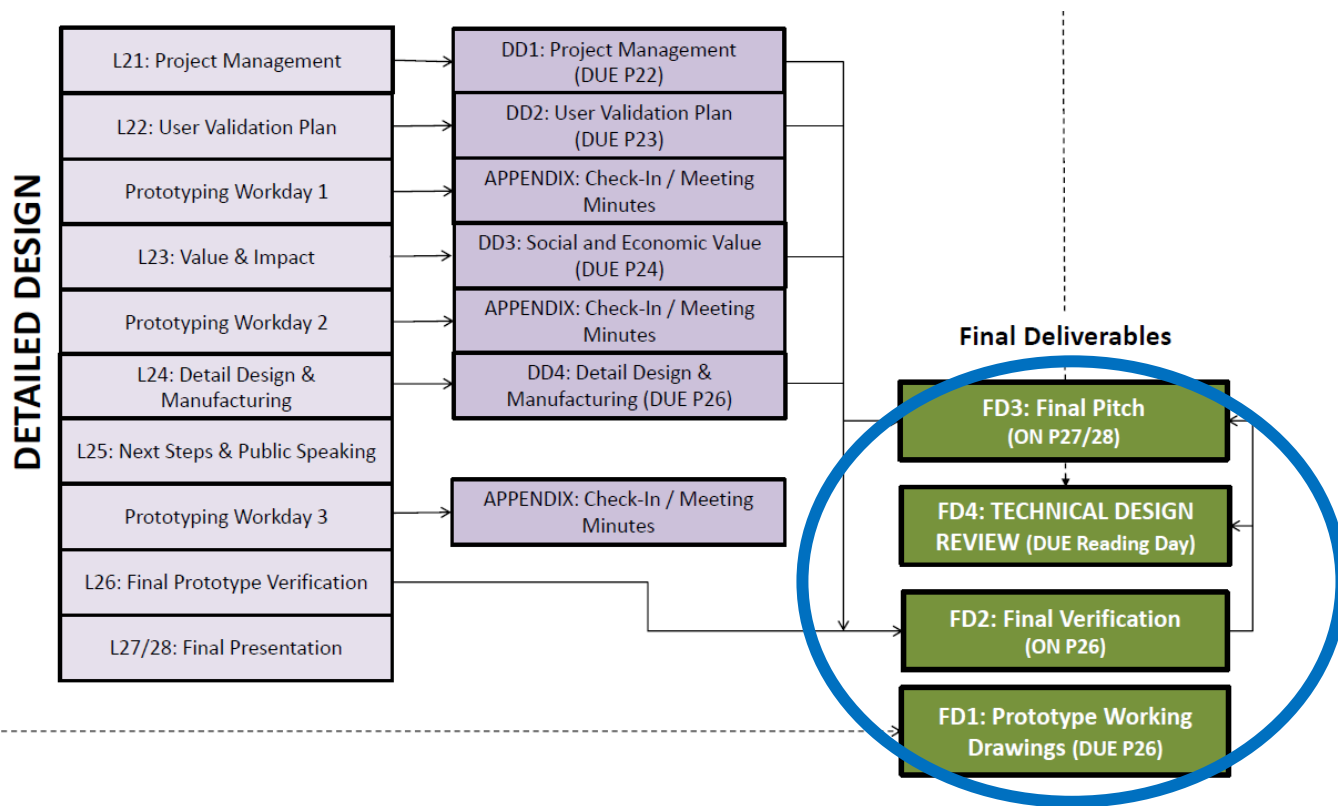 DETAILED DESIGN
L21: Project Management
L22: User Validation Plan
Prototyping Workday 1
L23: Value & Impact
Prototyping Workday 2
L24: Detail Design &
Manufacturing
L25: Next Steps & Public Speaking
Prototyping Workday 3
L26: Final Prototype Verification
L27/28: Final Presentation
DD1: Project Management
(DUE P22)
DD2: User Validation Plan
(DUE P23)
APPENDIX: Check-In / Meeting
Minutes
DD3: Social and Economic Value
(DUE P24)
APPENDIX: Check-In / Meeting
Minutes
DD4: Detail Design &
Manufacturing (DUE P26)
APPENDIX: Check-In / Meeting
Minutes
Final Deliverables
FD3: Final Pitch
(ON P27/28)
FD4: TECHNICAL DESIGN
REVIEW (DUE Reading Day)
FD2: Final Verification
(ON P26)
FD1: Prototype Working
Drawings (DUE P26)